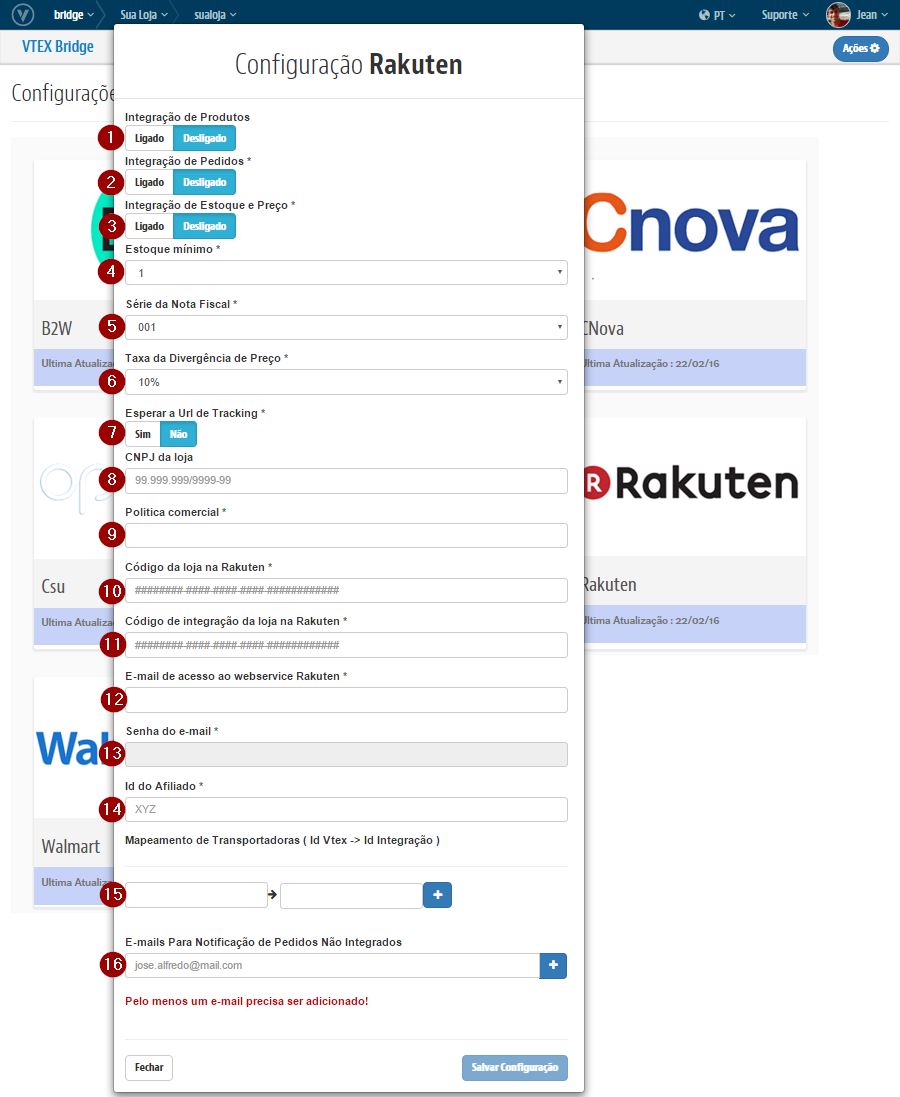 bridge Sua Loja sualoja PT Suporte Jean
VTEX Bridge Ações
Configuraçõe
Configuração Rakuten
Integração de Produtos
1 Ligado Desligado
Integração de Pedidos *
2 Ligado Desligado
Integração de Estoque e Preço *
3 Ligado Desligado
Estoque mínimo *
4 1
Série da Nota Fiscal *
5 001
Taxa da Divergência de Preço *
6 10%
Esperar a Url de Tracking *
7 Sim Não
CNPJ da loja
8 99.999.999/9999-99
Politica comercial *
9
Código da loja na Rakuten *
10 ########-####-####-####-############
Código de integração da loja na Rakuten *
11 ########-####-####-####-############
E-mail de acesso ao webservice Rakuten *
12
Senha do e-mail *
13
Id do Afiliado *
14 XYZ
Mapeamento de Transportadoras ( Id Vtex -> Id Integração )
15 +
E-mails Para Notificação de Pedidos Não Integrados
16 jose.alfredo@mail.com +
Pelo menos um e-mail precisa ser adicionado!
Fechar Salvar Configuração
B2W
Ultima Atualiza
Cnova
CNova
Ultima Atualização : 22/02/16
Csu
Ultima Atualiza
R Rakuten
Rakuten
Ultima Atualização : 22/02/16
Wal
Walmart
Ultima Atualiza